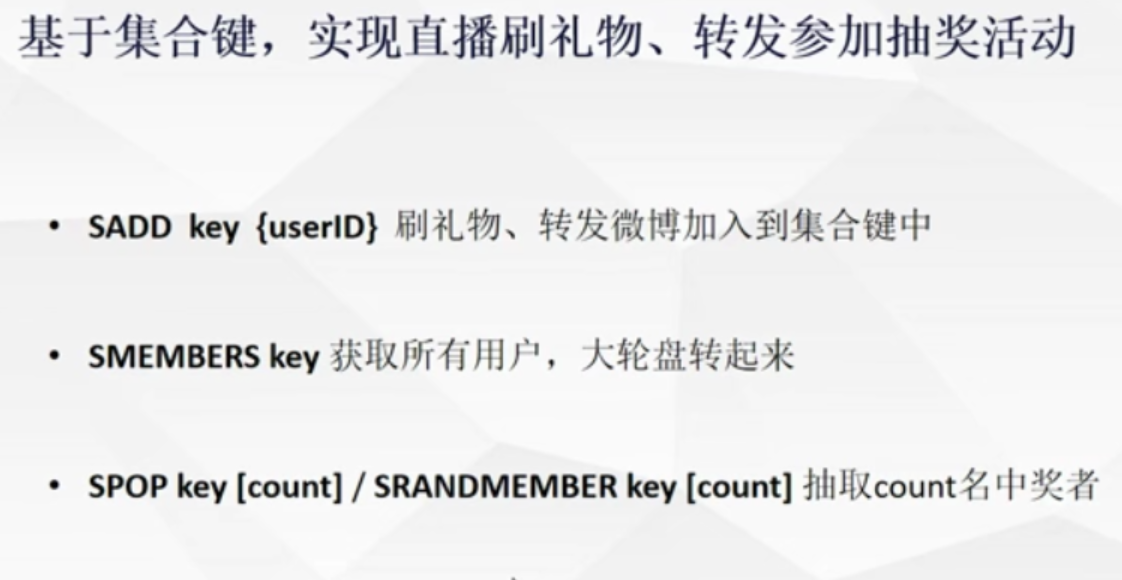 基于集合键，实现直播刷礼物、转发参加抽奖活动
• SADD key {userID} 刷礼物、转发微博加入到集合键中
• SMEMBERS key 获取所有用户，大轮盘转起来
• SPOP key [count] / SRANDMEMBER key [count] 抽取count名中奖者